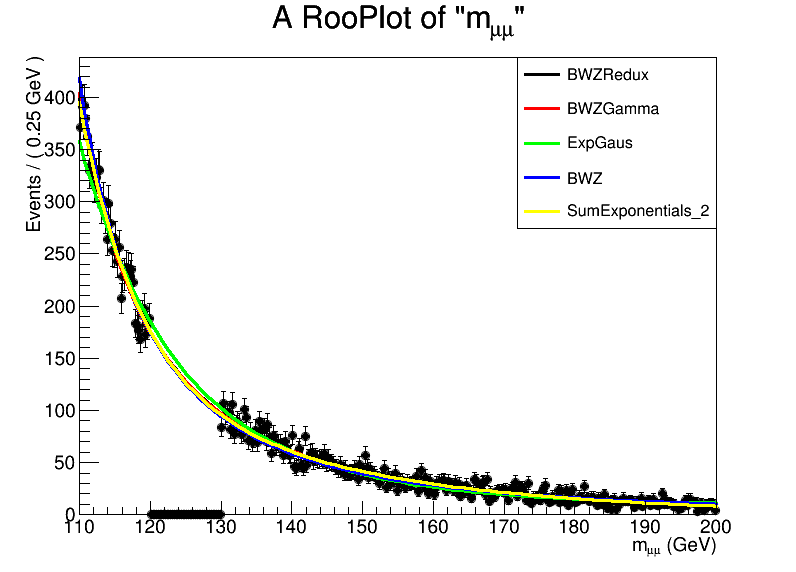 A RooPlot of "mμμ"
Events / ( 0.25 GeV )
400
350
300
250
200
150
100
50
0
BWZRedux
BWZGamma
ExpGaus
BWZ
SumExponentials_2
110 120 130 140 150 160 170 180 190 200
mμμ (GeV)